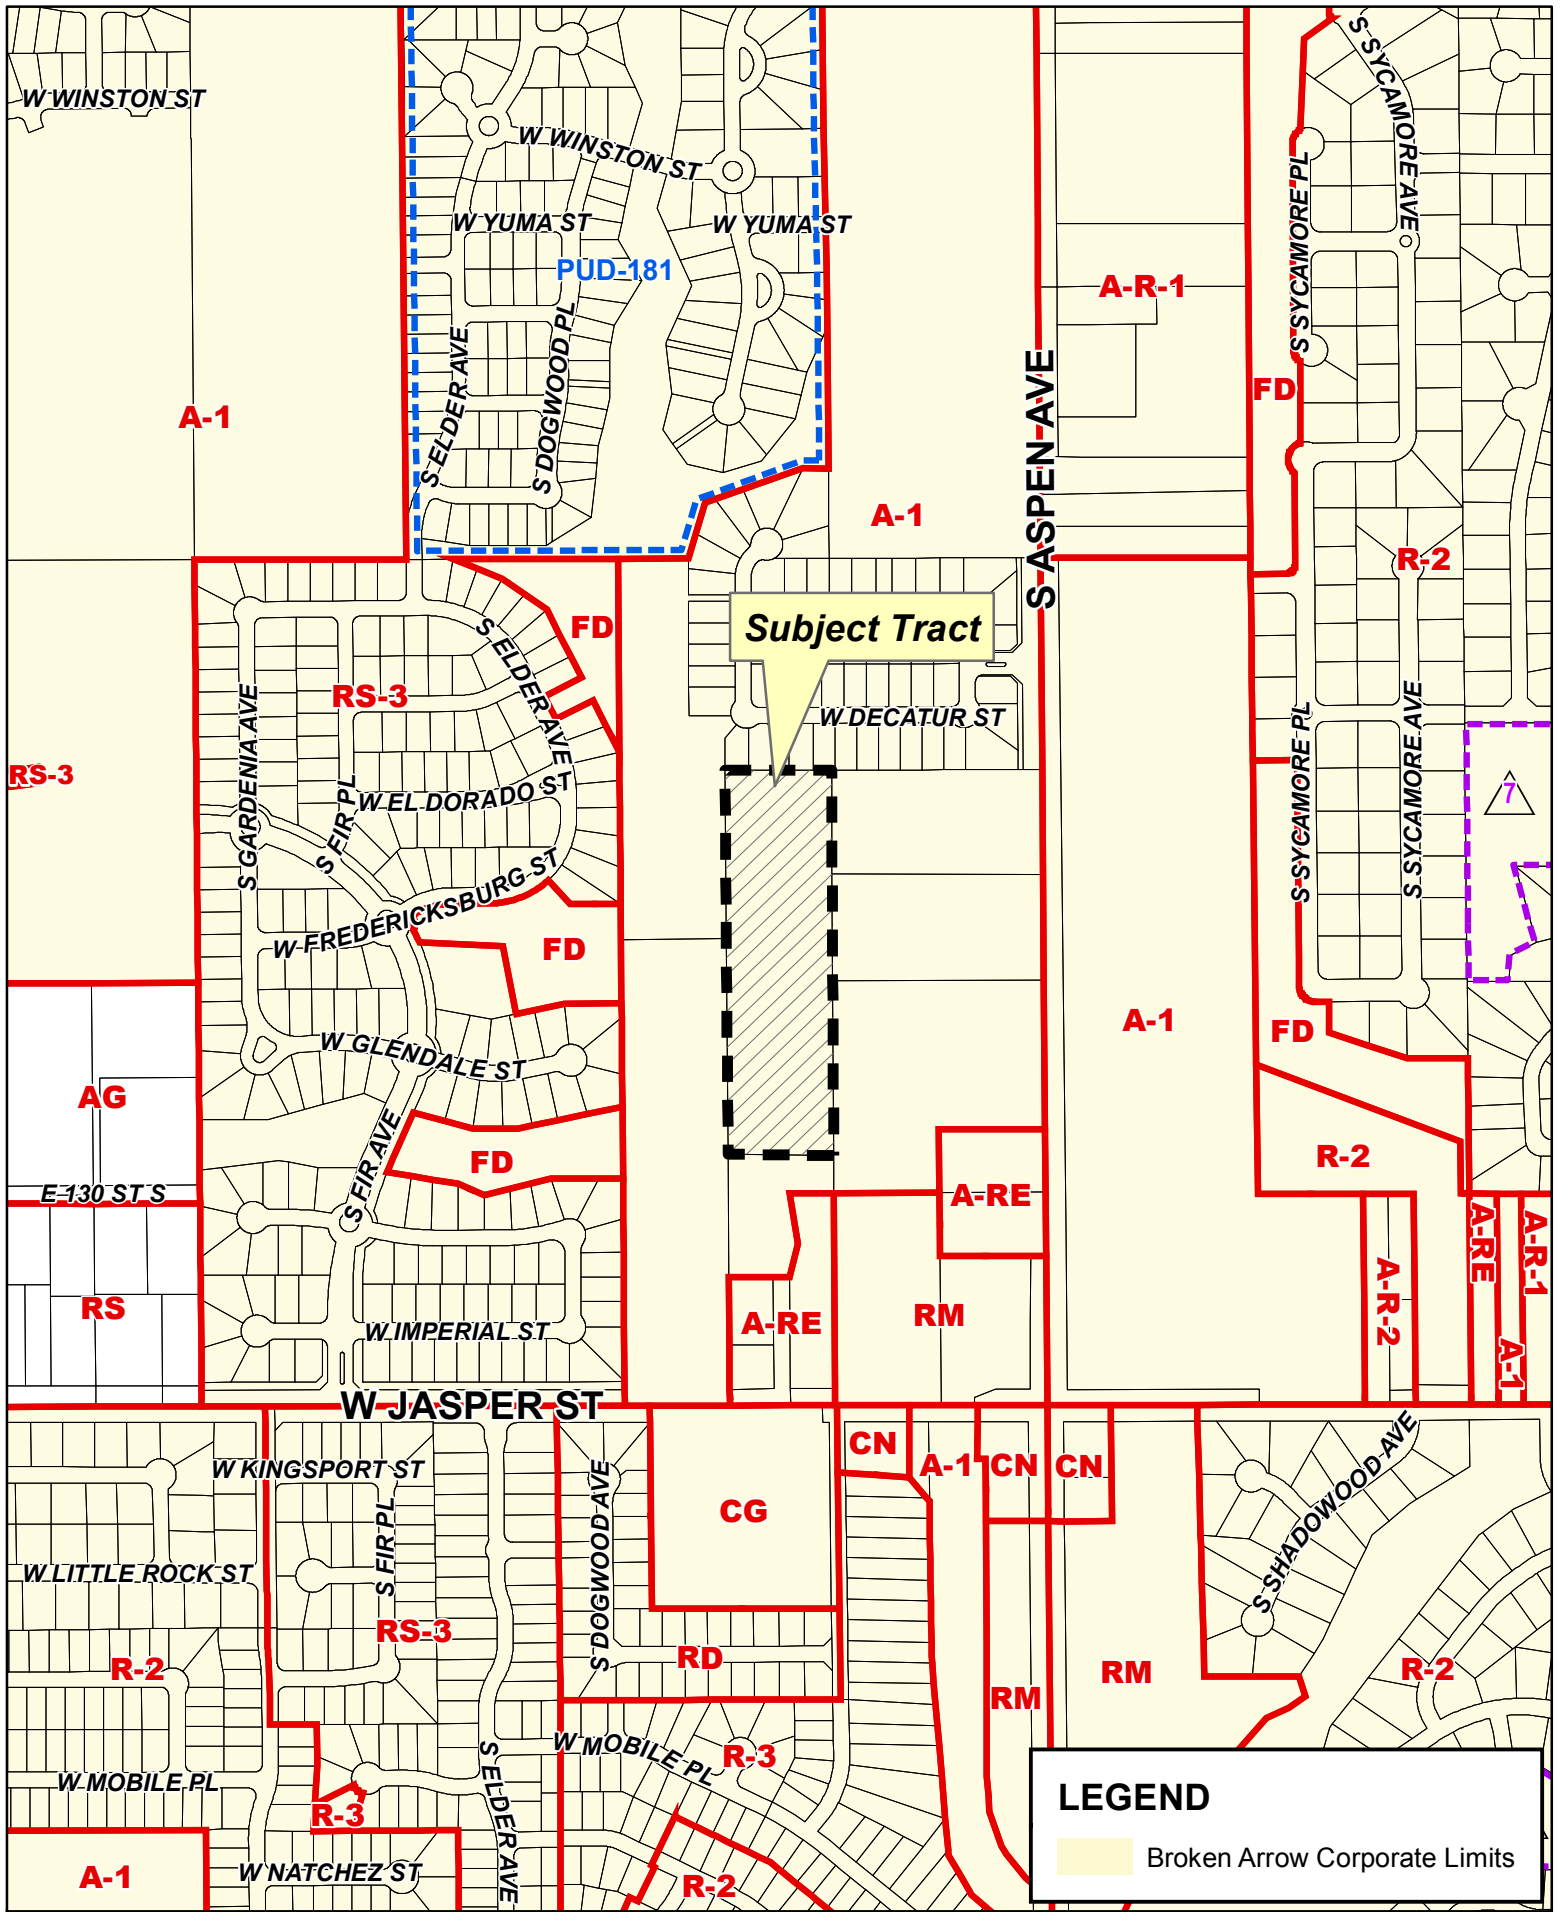 S SYCAMORE AVE
W WINSTON ST
W WINSTON ST
S SYCAMORE PL
W YUMA ST
W YUMA ST
PUD-181
A-R-1
S ELDER AVE
S DOGWOOD PL
S ASPEN AVE
FD
A-1
A-1
R-2
FD
Subject Tract
S ELDER AVE
RS-3
S GARDENIA AVE
W DECATUR ST
S SYCAMORE PL
S SYCAMORE AVE
RS-3
S FIR PL
W EL DORADO ST
7
W FREDERICKSBURG ST
FD
A-1
FD
W GLENDALE ST
AG
S FIR AVE
FD
R-2
E 130 ST S
A-RE
A-RE
A-R-1
RS
A-RE
RM
A-R-2
W IMPERIAL ST
A-1
W JASPER ST
CN
A-1
CN
CN
W KINGSPORT ST
S FIR PL
S DOGWOOD AVE
CG
S SHADOWOOD AVE
W LITTLE ROCK ST
RS-3
RD
R-2
RM
RM
R-2
W MOBILE PL
R-3
W MOBILE PL
S ELDER AVE
R-3
LEGEND
A-1
W NATCHEZ ST
R-2
Broken Arrow Corporate Limits